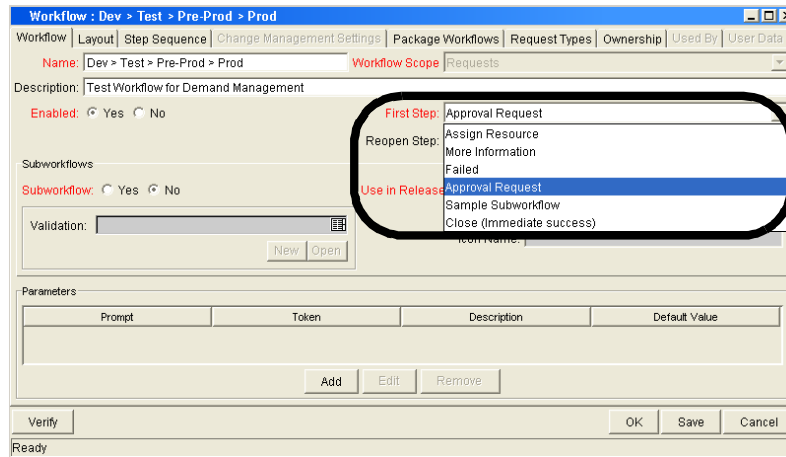 Workflow : Dev > Test > Pre-Prod > Prod
Workflow Layout Step Sequence Change Management Settings Package Workflows Request Types Ownership Used By User Data
Name: Dev > Test > Pre-Prod > Prod Workflow Scope Requests
Description: Test Workflow for Demand Management
Enabled: Yes No First Step: Approval Request
Reopen Step: Assign Resource
More Information
Subworkflows Failed
Subworkflow: Yes No Use in Release Approval Request
Sample Subworkflow
Validation: Close (Immediate success)
Icon Name:
New Open
Parameters
Prompt Token Description Default Value
Add Edit Remove
Verify OK Save Cancel
Ready